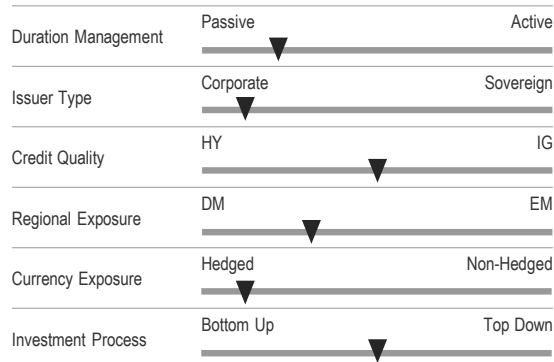 Duration Management
Passive Active
Issuer Type
Corporate Sovereign
Credit Quality
HY IG
Regional Exposure
DM EM
Currency Exposure
Hedged Non-Hedged
Investment Process
Bottom Up Top Down